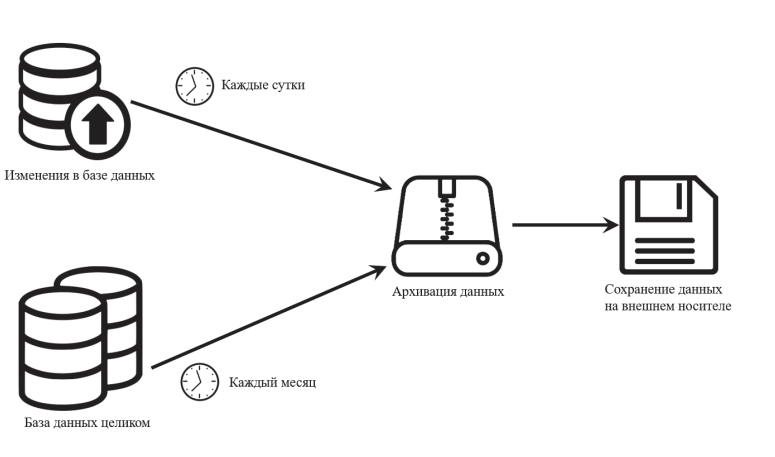 Каждые сутки
Изменения в базе данных
Архивация данных
Сохранение данных
на внешнем носителе
Каждый месяц
База данных целиком